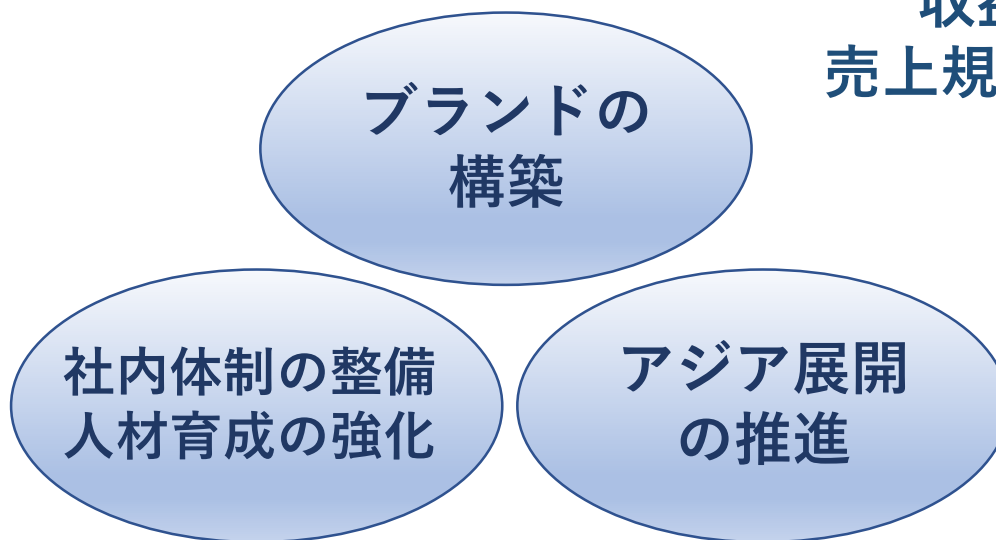 売上規
ブランドの
構築
社内体制の整備
人材育成の強化
アジア展開
の推進